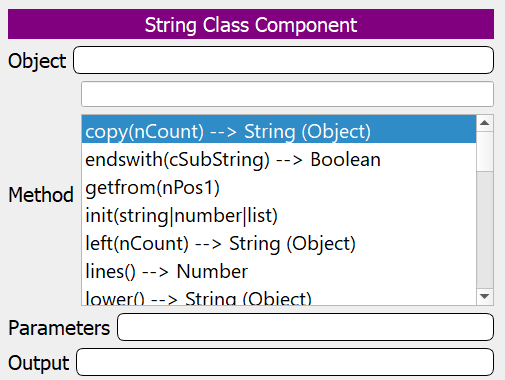 String Class Component
Object
Method
copy(nCount) --> String (Object)
endswith(cSubString) --> Boolean
getfrom(nPos1)
init(string|number|list)
left(nCount) --> String (Object)
lines() --> Number
lower() --> String (Object)
Parameters
Output